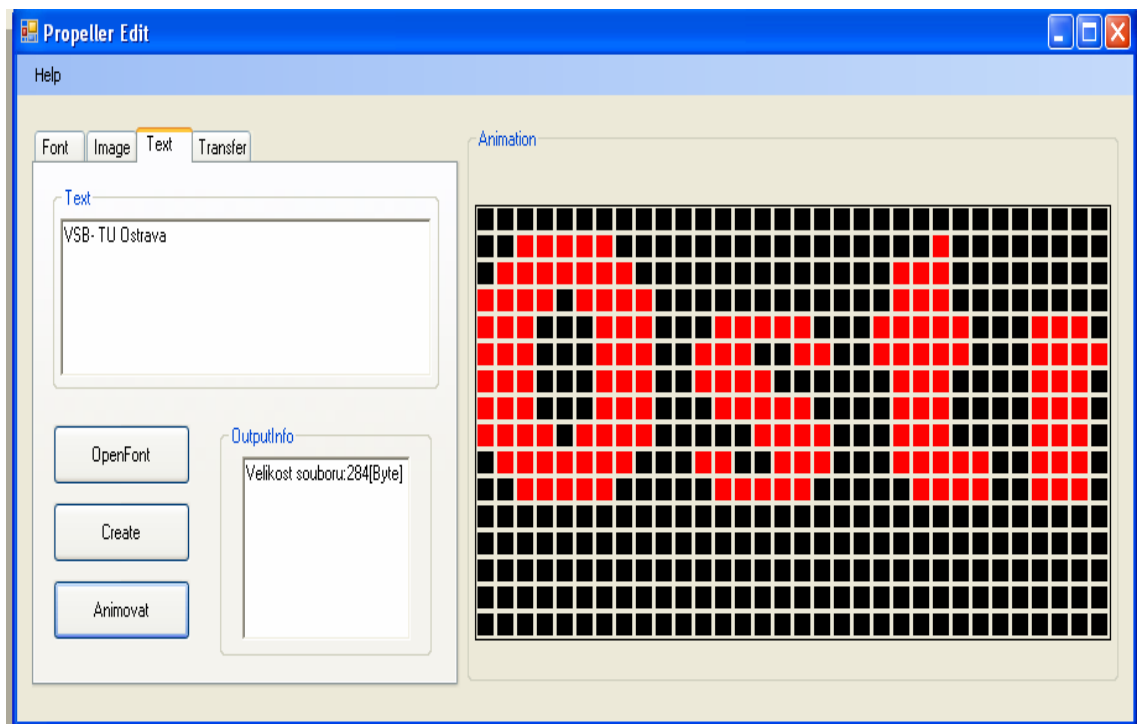 Propeller Edit
Help
Font Image Text Transfer
Text
VSB- TU Ostrava
OpenFont
Create
Animovat
OutputInfo
Velikost souboru:284[Byte]
Animation
Ost